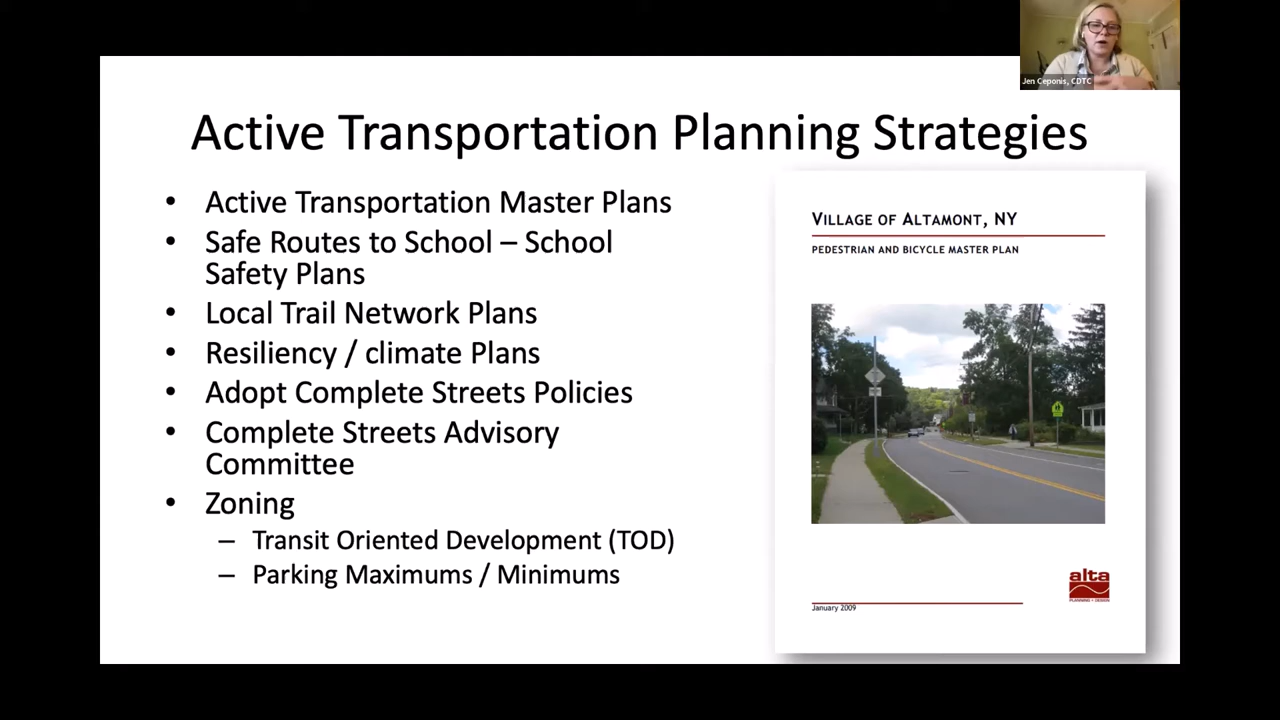 Jen Ceponis, CDTC
Active Transportation Planning Strategies
• Active Transportation Master Plans
• Safe Routes to School – School
Safety Plans
• Local Trail Network Plans
• Resiliency / climate Plans
• Adopt Complete Streets Policies
• Complete Streets Advisory
Committee
• Zoning
– Transit Oriented Development (TOD)
– Parking Maximums / Minimums
VILLAGE OF ALTAMONT, NY
PEDESTRIAN AND BICYCLE MASTER PLAN
alta
PLANNING + DESIGN
January 2009